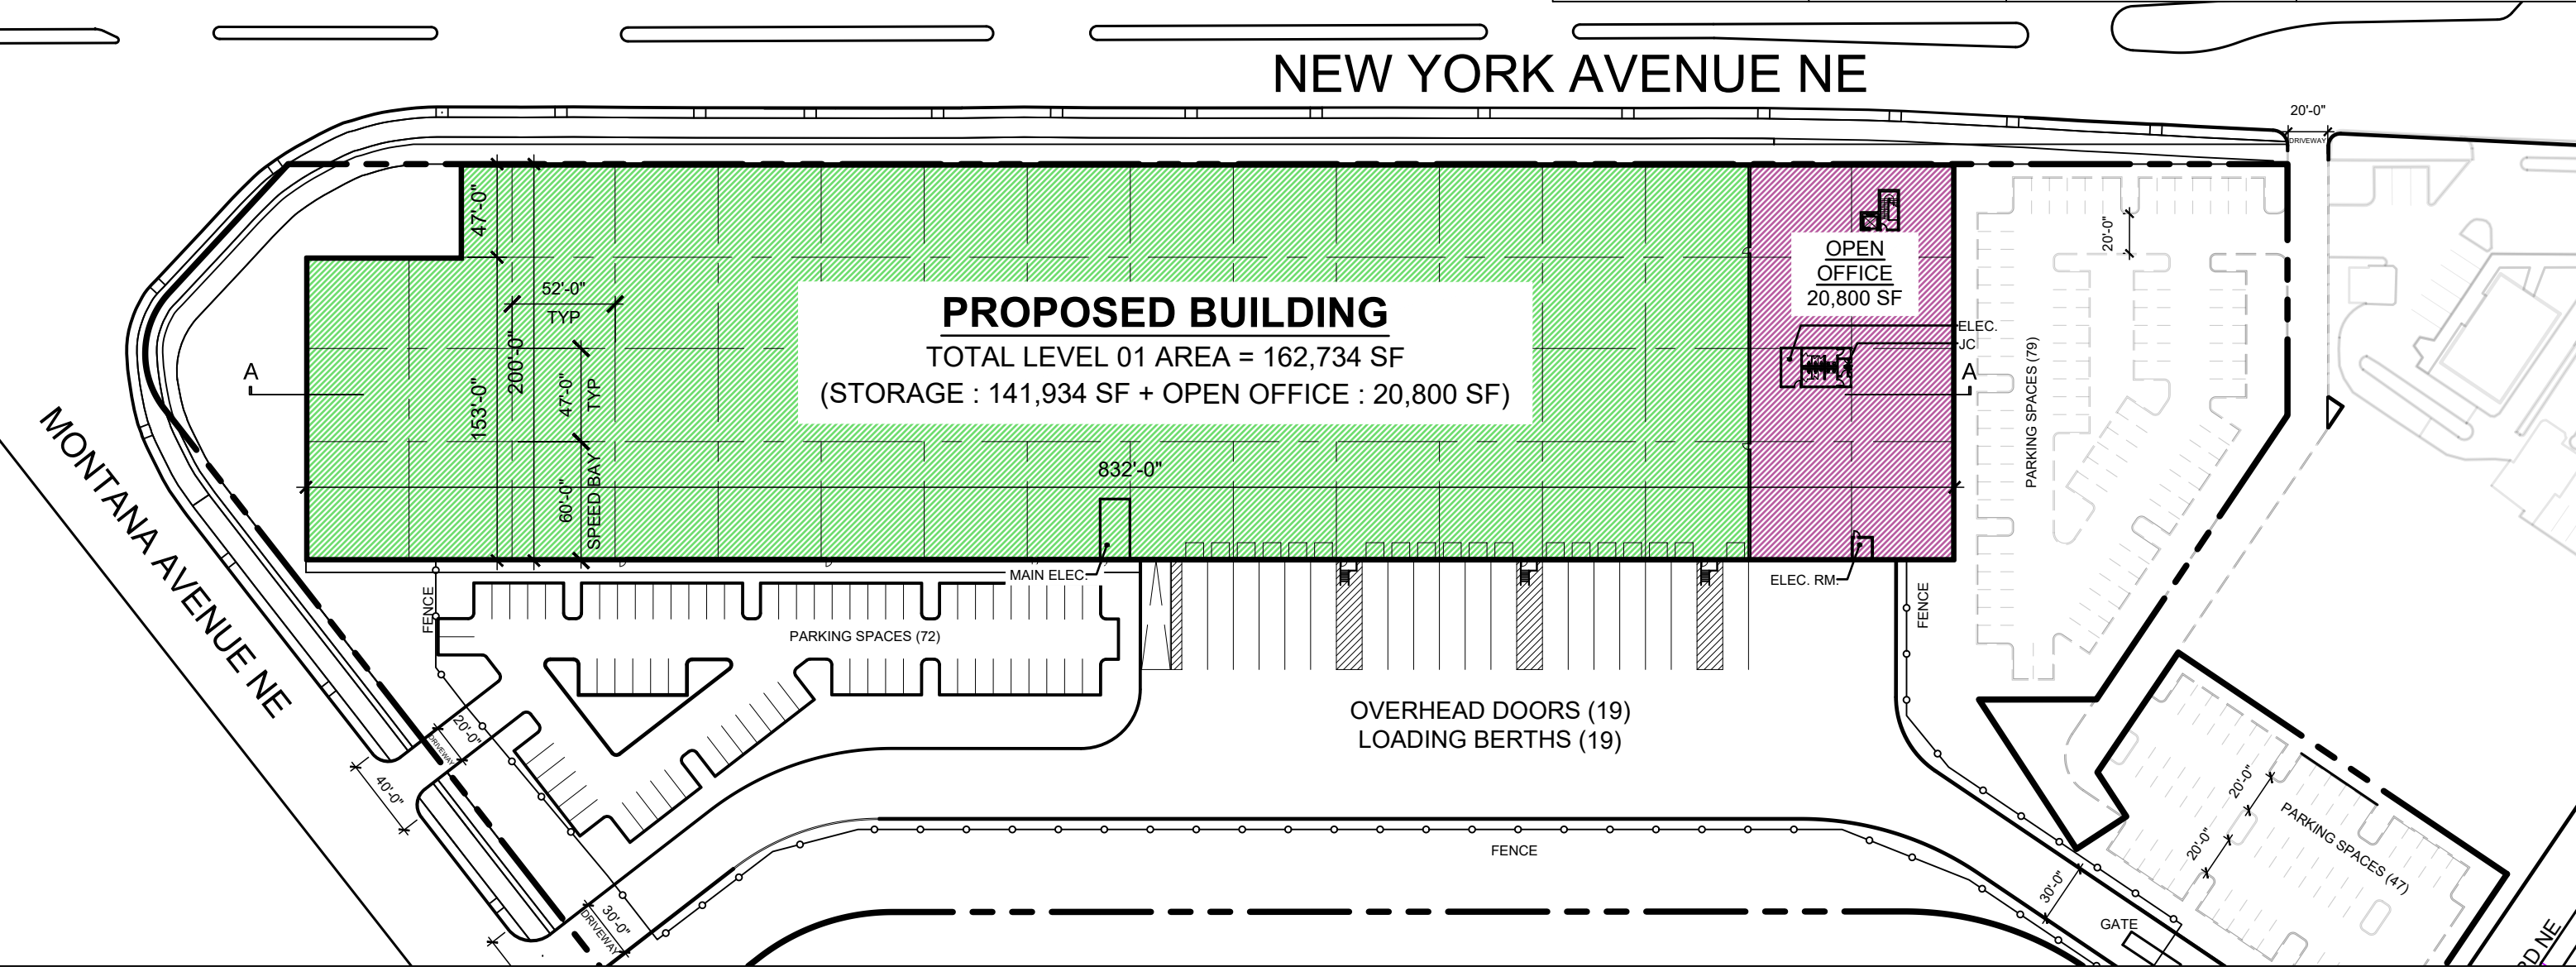 NEW YORK AVENUE NE
20'-0"
DRIVEWAY
47'-0"
20'-0"
OPEN
OFFICE
20,800 SF
52'-0"
TYP
PROPOSED BUILDING
TOTAL LEVEL 01 AREA = 162,734 SF
(STORAGE : 141,934 SF + OPEN OFFICE : 20,800 SF)
ELEC.
JC
A
A
200'-0"
153'-0"
47'-0"
TYP
PARKING SPACES (79)
832'-0"
60'-0"
SPEED BAY
MONTANA AVENUE NE
MAIN ELEC.
ELEC. RM.
FENCE
FENCE
PARKING SPACES (72)
OVERHEAD DOORS (19)
LOADING BERTHS (19)
20'-0"
DRIVEWAY
40'-0"
20'-0"
PARKING SPACES (47)
20'-0"
FENCE
30'-0"
30'-0"
DRIVEWAY
GATE
RD NE